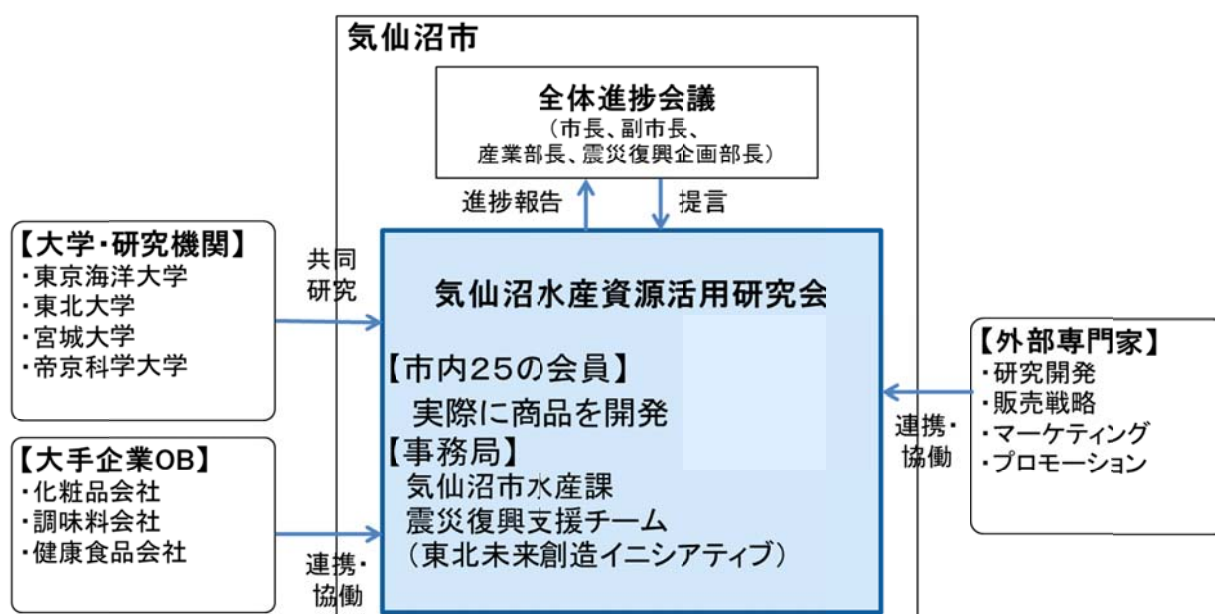 気仙沼市
全体進捗会議
(市長、副市長、
産業部長、震災復興企画部長)
進捗報告
提言
【大学・研究機関】
・東京海洋大学
・東北大学
・宮城大学
・帝京科学大学
共同
研究
【大手企業OB】
・化粧品会社
・調味料会社
・健康食品会社
連携・
協働
気仙沼水産資源活用研究会
【市内25の会員】
実際に商品を開発
【事務局】
気仙沼市水産課
震災復興支援チーム
(東北未来創造イニシアティブ)
連携・
協働
【外部専門家】
・研究開発
・販売戦略
・マーケティング
・プロモーション